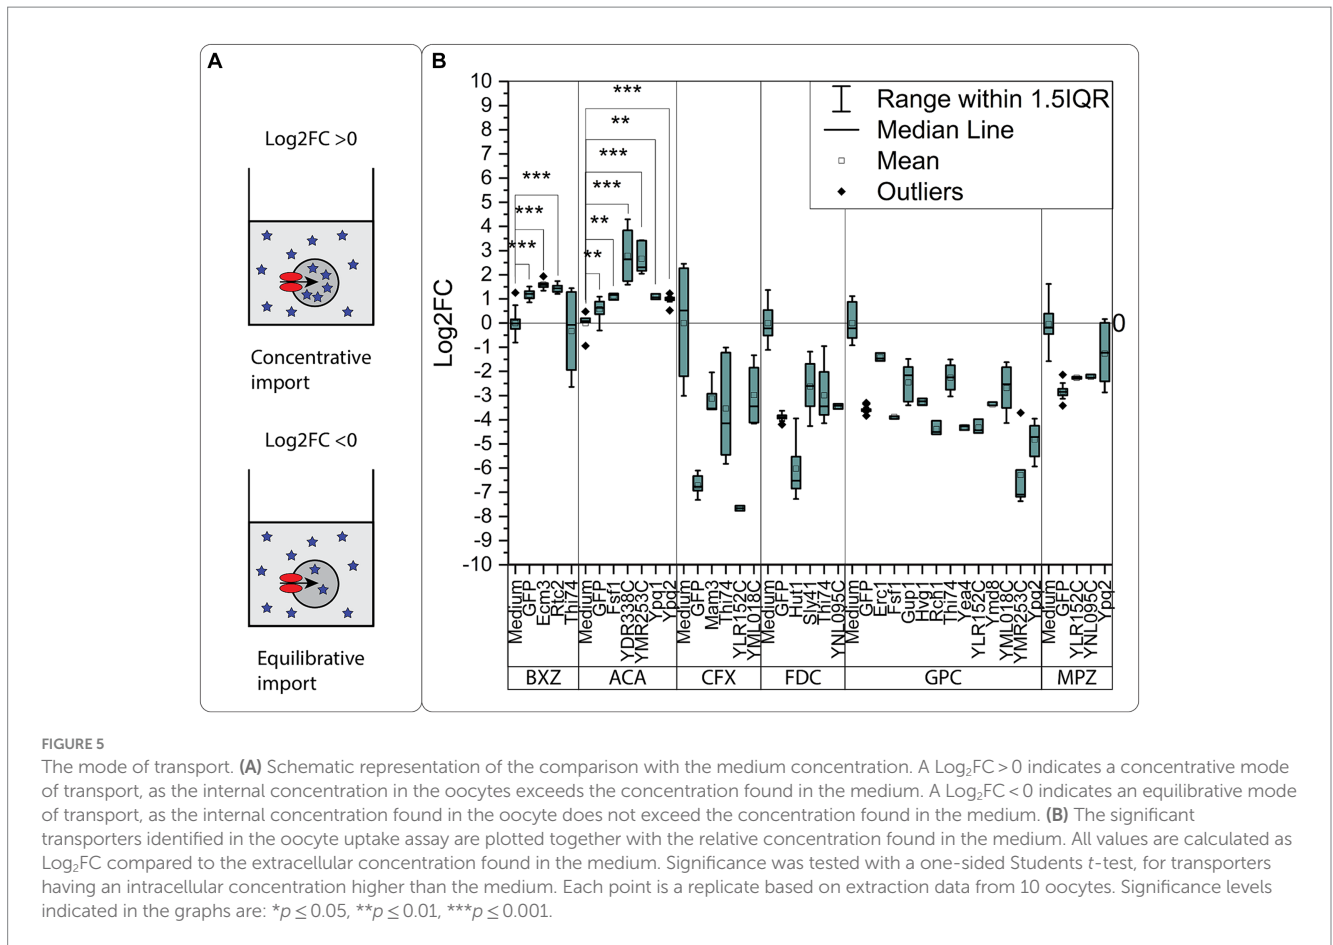 A
Log2FC >0
Concentrative
import
Log2FC <0
Equilibrative
import
B
Log2FC
10
9
8
7
6
5
4
3
2
1
0
-1
-2
-3
-4
-5
-6
-7
-8
-9
-10
***
***
***
**
**
***
***
**
***
Range within 1.5IQR
Median Line
Mean
Outliers
0
Medium
GFP
Ecm3
Rtc2
Thi74
Medium
GFP
Fsf1
YDR338C
YMR253C
Ypq1
Ypq2
Medium
GFP
Mam3
Thi74
YLR152C
YML018C
Medium
GFP
Hut1
Sly41
Thi74
YNL095C
Medium
GFP
Erc1
Fsf1
Gup1
Hvg1
Rch1
Thi74
Yea4
YLR152C
Ymd8
YML018C
YMR253C
Ypq2
Medium
GFP
YLR152C
YNL095C
Ypq2
BXZ
ACA
CFX
FDC
GPC
MPZ
FIGURE 5
The mode of transport. (A) Schematic representation of the comparison with the medium concentration. A Log₂FC > 0 indicates a concentrative mode
of transport, as the internal concentration in the oocytes exceeds the concentration found in the medium. A Log₂FC < 0 indicates an equilibrative mode
of transport, as the internal concentration found in the oocyte does not exceed the concentration found in the medium. (B) The significant
transporters identified in the oocyte uptake assay are plotted together with the relative concentration found in the medium. All values are calculated as
Log₂FC compared to the extracellular concentration found in the medium. Significance was tested with a one-sided Students t-test, for transporters
having an intracellular concentration higher than the medium. Each point is a replicate based on extraction data from 10 oocytes. Significance levels
indicated in the graphs are: *p ≤ 0.05, **p ≤ 0.01, ***p ≤ 0.001.